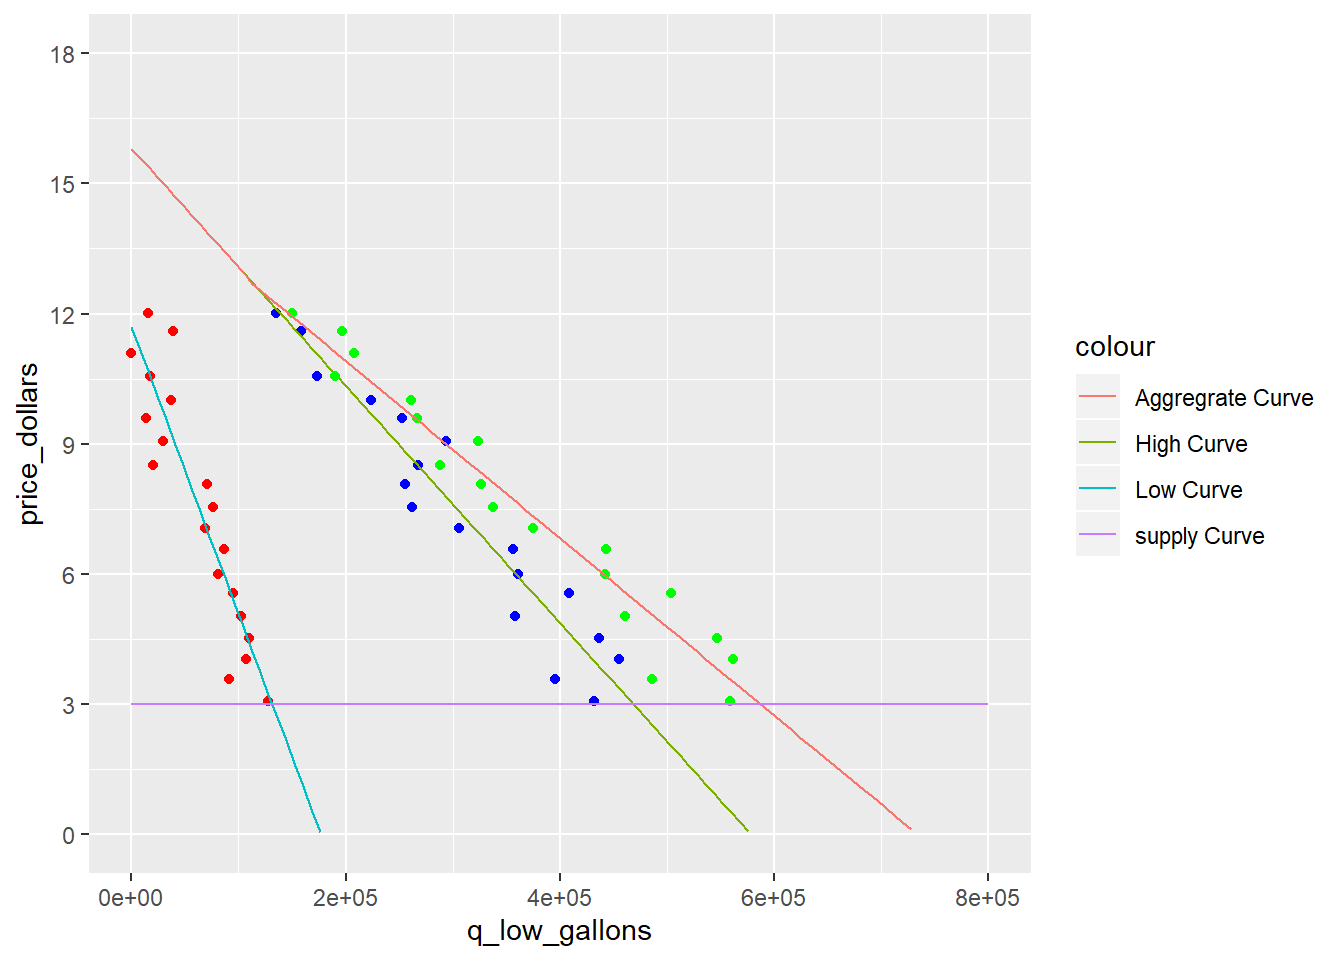 18
15
12
9
6
3
0
price_dollars
0e+00 2e+05 4e+05 6e+05 8e+05
q_low_gallons
colour
Aggregrate Curve
High Curve
Low Curve
supply Curve